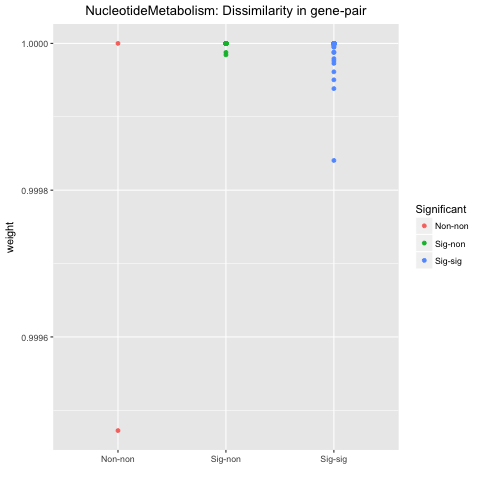 NucleotideMetabolism: Dissimilarity in gene-pair
1.0000
0.9998
0.9996
weight
Non-non
Sig-non
Sig-sig
Significant
Non-non
Sig-non
Sig-sig